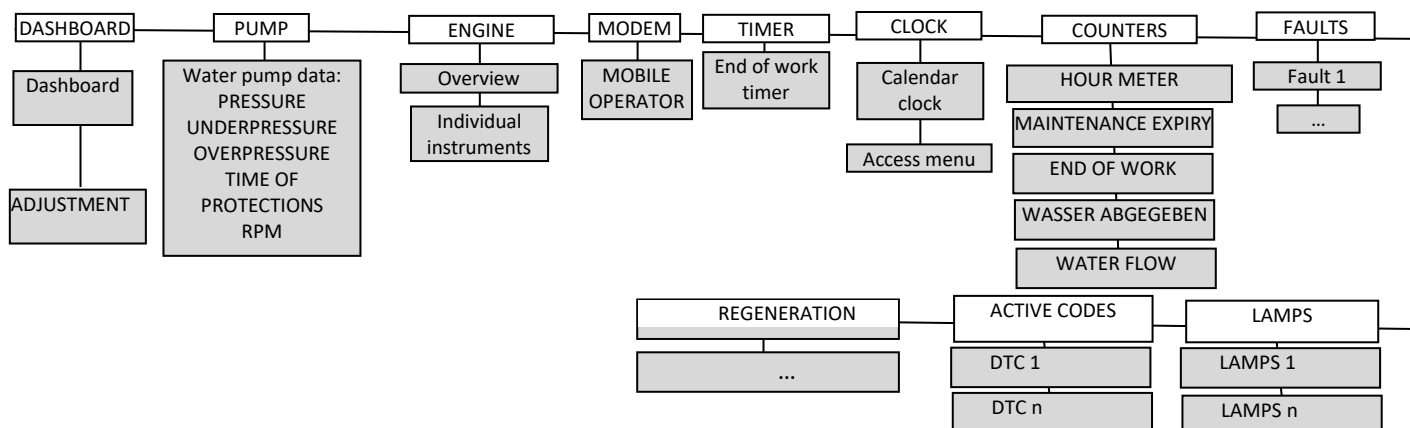 DASHBOARD
PUMP
ENGINE
MODEM
TIMER
CLOCK
COUNTERS
FAULTS
Dashboard
ADJUSTMENT
Water pump data:
PRESSURE
UNDERPRESSURE
OVERPRESSURE
TIME OF
PROTECTIONS
RPM
Overview
Individual
instruments
MOBILE
OPERATOR
End of work
timer
Calendar
clock
Access menu
HOUR METER
MAINTENANCE EXPIRY
END OF WORK
WASSER ABGEGEBEN
WATER FLOW
Fault 1
...
REGENERATION
...
ACTIVE CODES
DTC 1
DTC n
LAMPS
LAMPS 1
LAMPS n